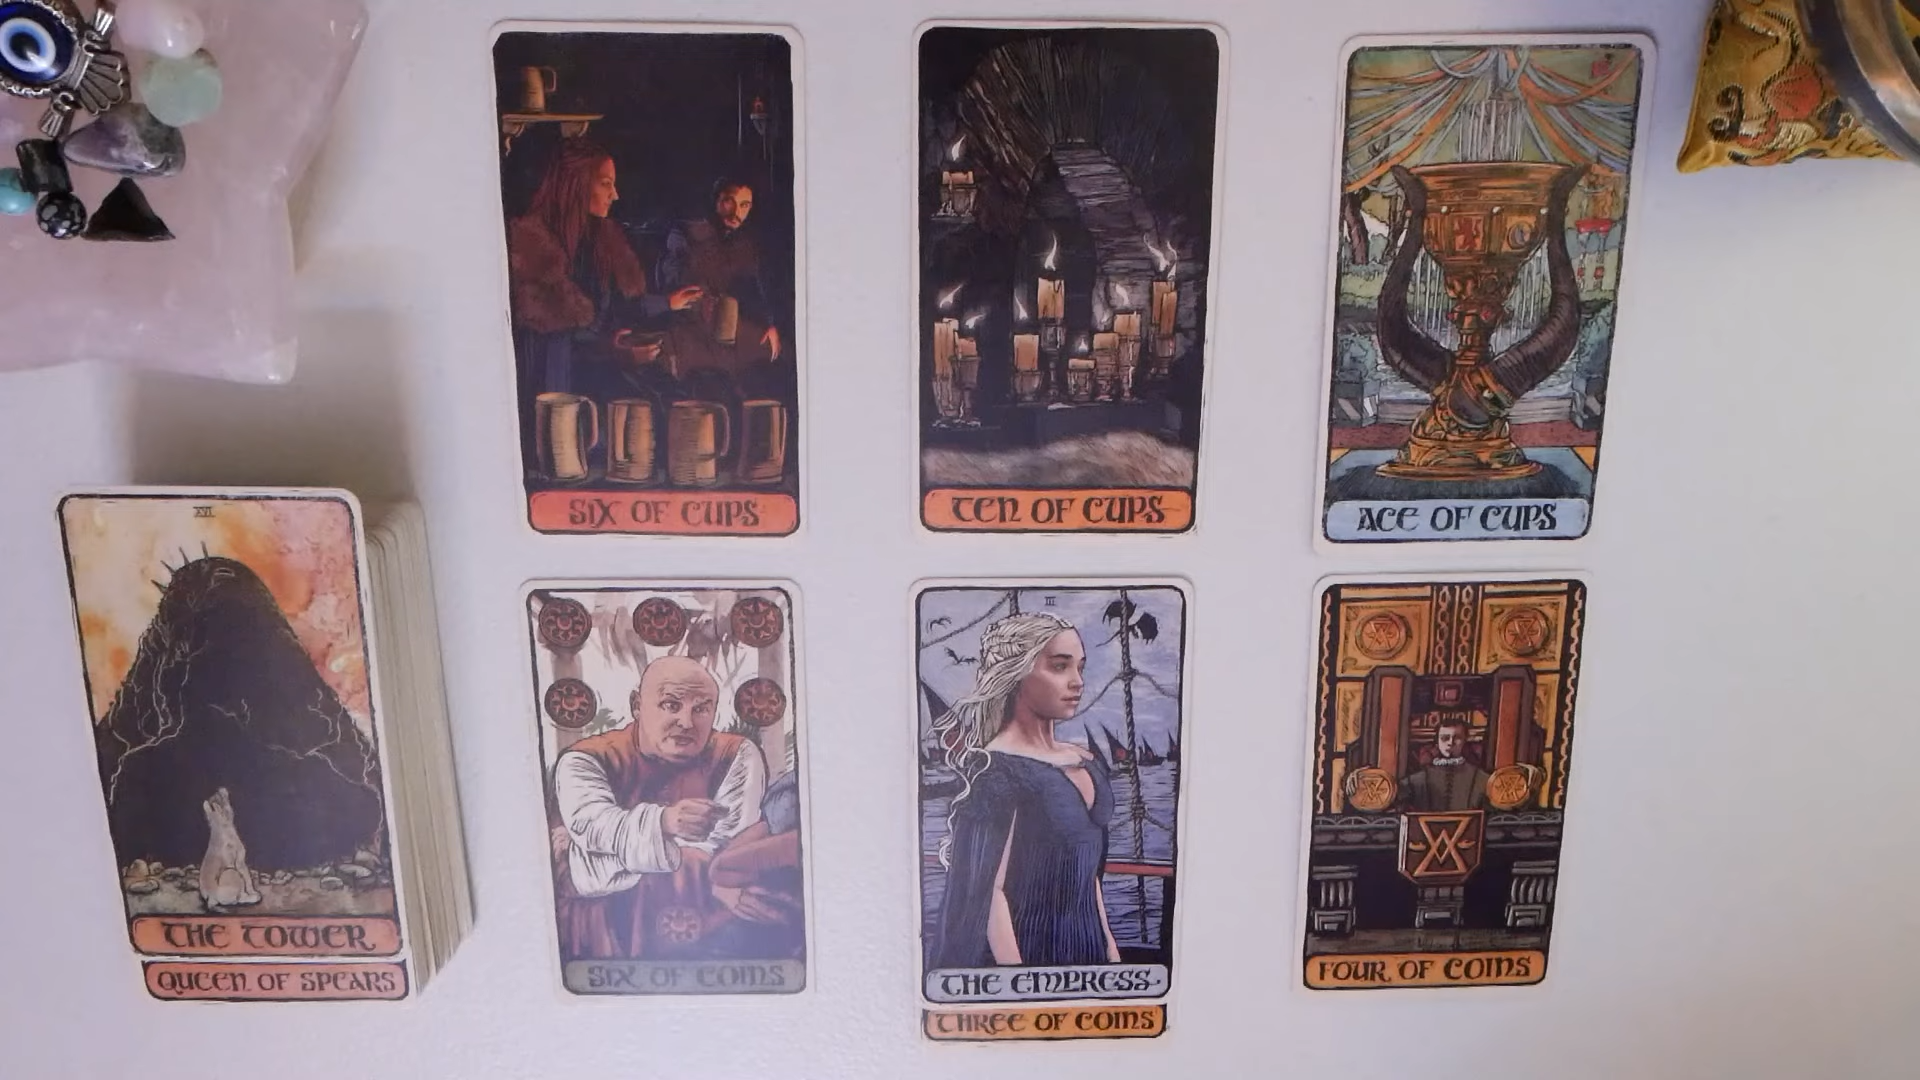 SIX OF CUPS
TEN OF CUPS
ACE OF CUPS
XVI
THE TOWER
QUEEN OF SPEARS
SIX OF COINS
III
THE EMPRESS
THREE OF COINS
FOUR OF COINS